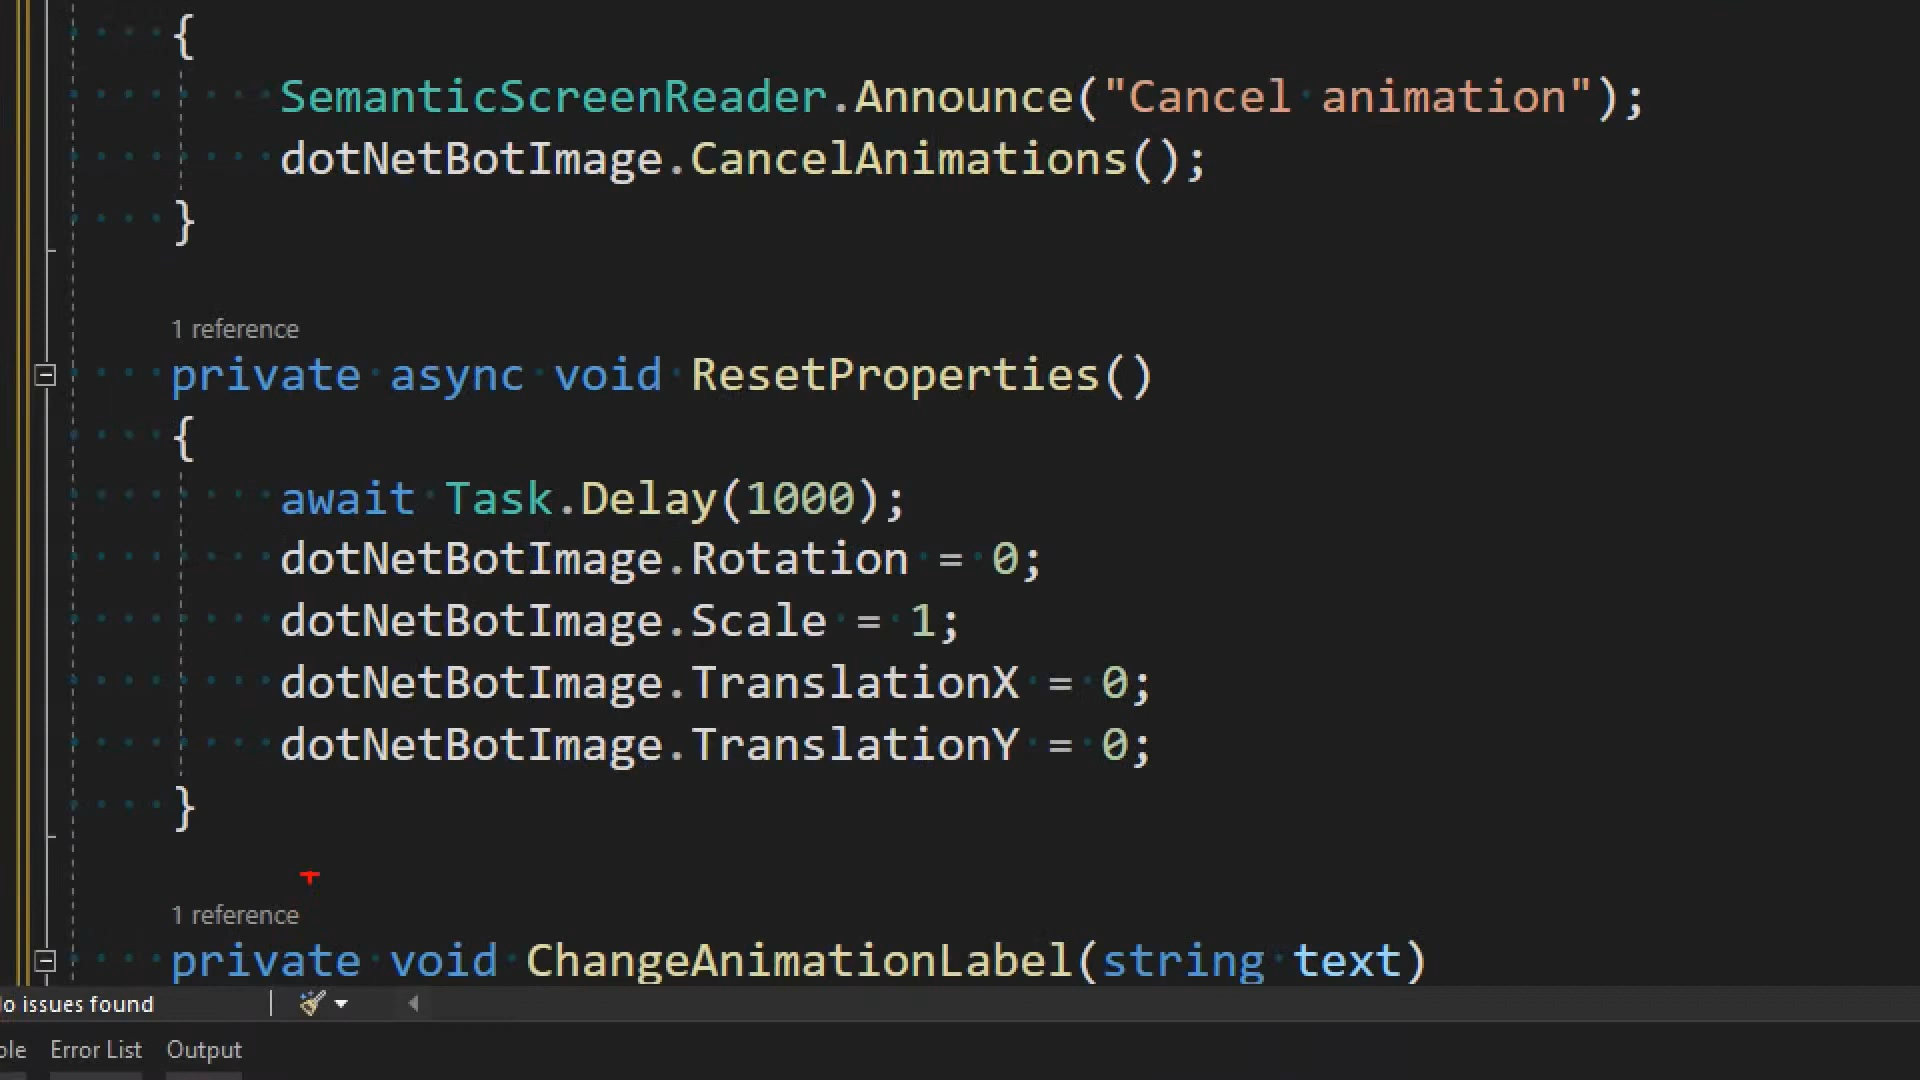 {
SemanticScreenReader.Announce("Cancel animation");
dotNetBotImage.CancelAnimations();
}
1 reference
private async void ResetProperties()
{
await Task.Delay(1000);
dotNetBotImage.Rotation = 0;
dotNetBotImage.Scale = 1;
dotNetBotImage.TranslationX = 0;
dotNetBotImage.TranslationY = 0;
}
1 reference
private void ChangeAnimationLabel(string text)
o issues found
ole Error List Output